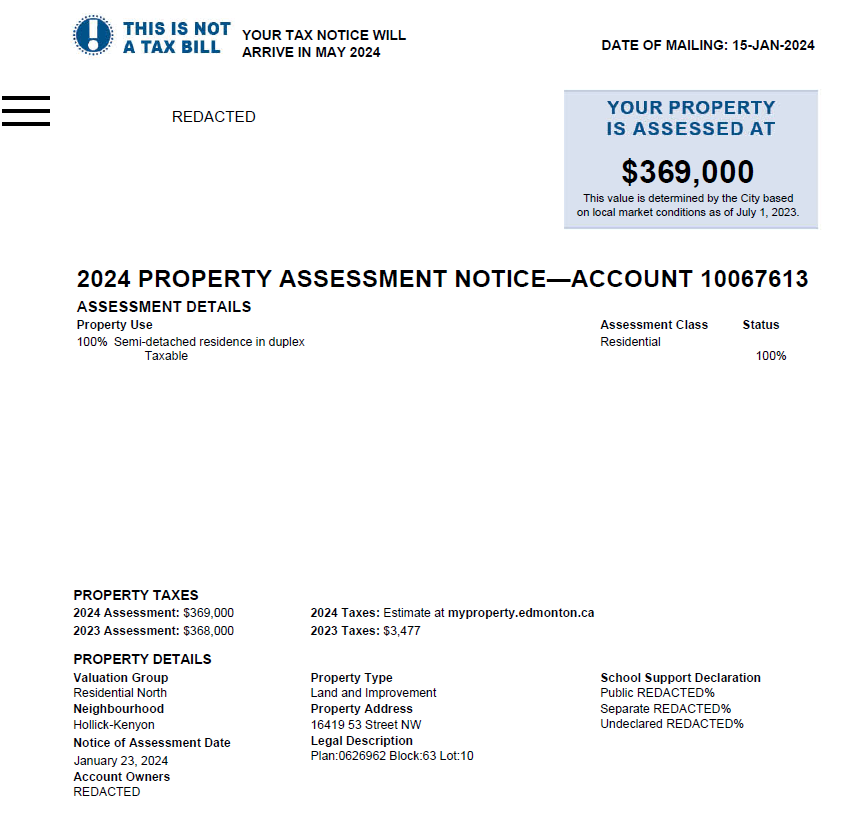 THIS IS NOT
A TAX BILL
YOUR TAX NOTICE WILL
ARRIVE IN MAY 2024
DATE OF MAILING: 15-JAN-2024
REDACTED
YOUR PROPERTY
IS ASSESSED AT
$369,000
This value is determined by the City based
on local market conditions as of July 1, 2023.
2024 PROPERTY ASSESSMENT NOTICE—ACCOUNT 10067613
ASSESSMENT DETAILS
Property Use Assessment Class Status
100% Semi-detached residence in duplex Residential
Taxable 100%
PROPERTY TAXES
2024 Assessment: $369,000 2024 Taxes: Estimate at myproperty.edmonton.ca
2023 Assessment: $368,000 2023 Taxes: $3,477
PROPERTY DETAILS
Valuation Group Property Type School Support Declaration
Residential North Land and Improvement Public REDACTED%
Neighbourhood Property Address Separate REDACTED%
Hollick-Kenyon 16419 53 Street NW Undeclared REDACTED%
Notice of Assessment Date Legal Description
January 23, 2024 Plan:0626962 Block:63 Lot:10
Account Owners
REDACTED